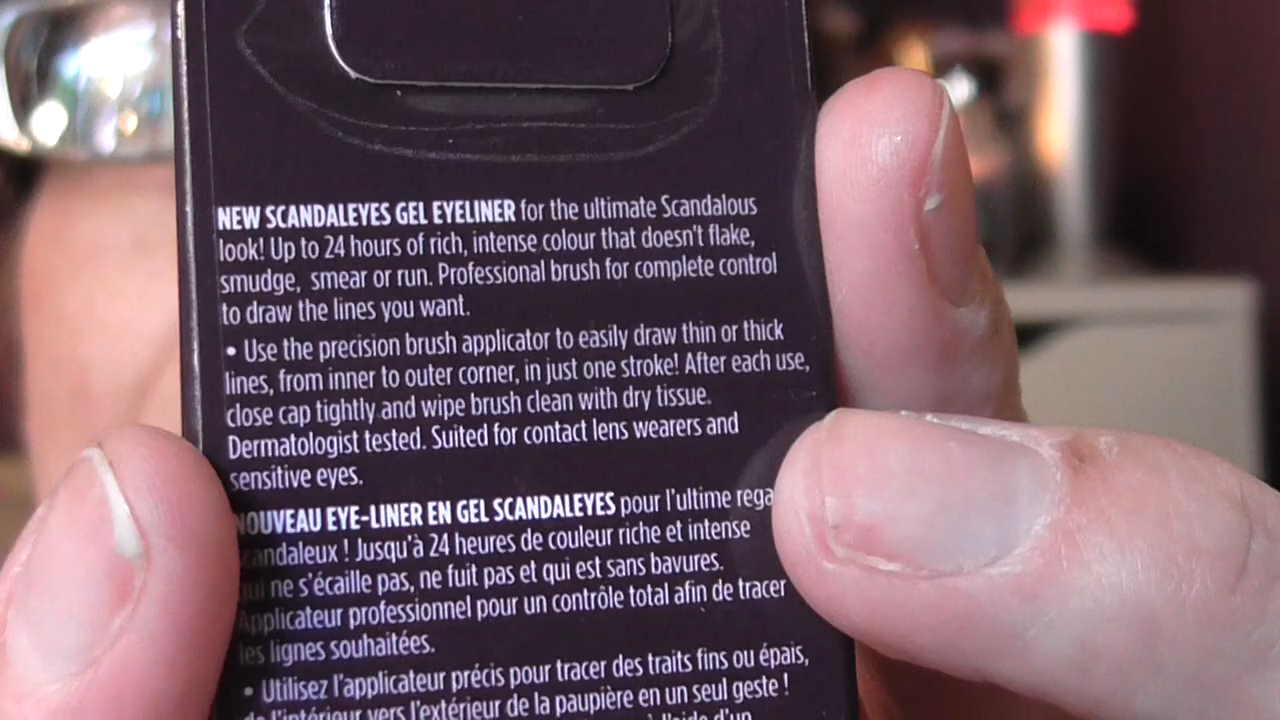 NEW SCANDALEYES GEL EYELINER for the ultimate Scandalous
look! Up to 24 hours of rich, intense colour that doesn't flake,
smudge, smear or run. Professional brush for complete control
to draw the lines you want.
• Use the precision brush applicator to easily draw thin or thick
lines, from inner to outer corner, in just one stroke! After each use,
close cap tightly and wipe brush clean with dry tissue.
Dermatologist tested. Suited for contact lens wearers and
sensitive eyes.
NOUVEAU EYE-LINER EN GEL SCANDALEYES pour l'ultime
scandaleux ! Jusqu'à 24 heures de couleur riche et intense
qui ne s'écaille pas, ne fuit pas et qui est sans bavures.
Applicateur professionnel pour un contrôle total afin de tracer
les lignes souhaitées.
• Utilisez l'applicateur précis pour tracer des traits fins ou épais,
de l'intérieur vers l'extérieur de la paupière en un seul geste !
à l'aide d'un